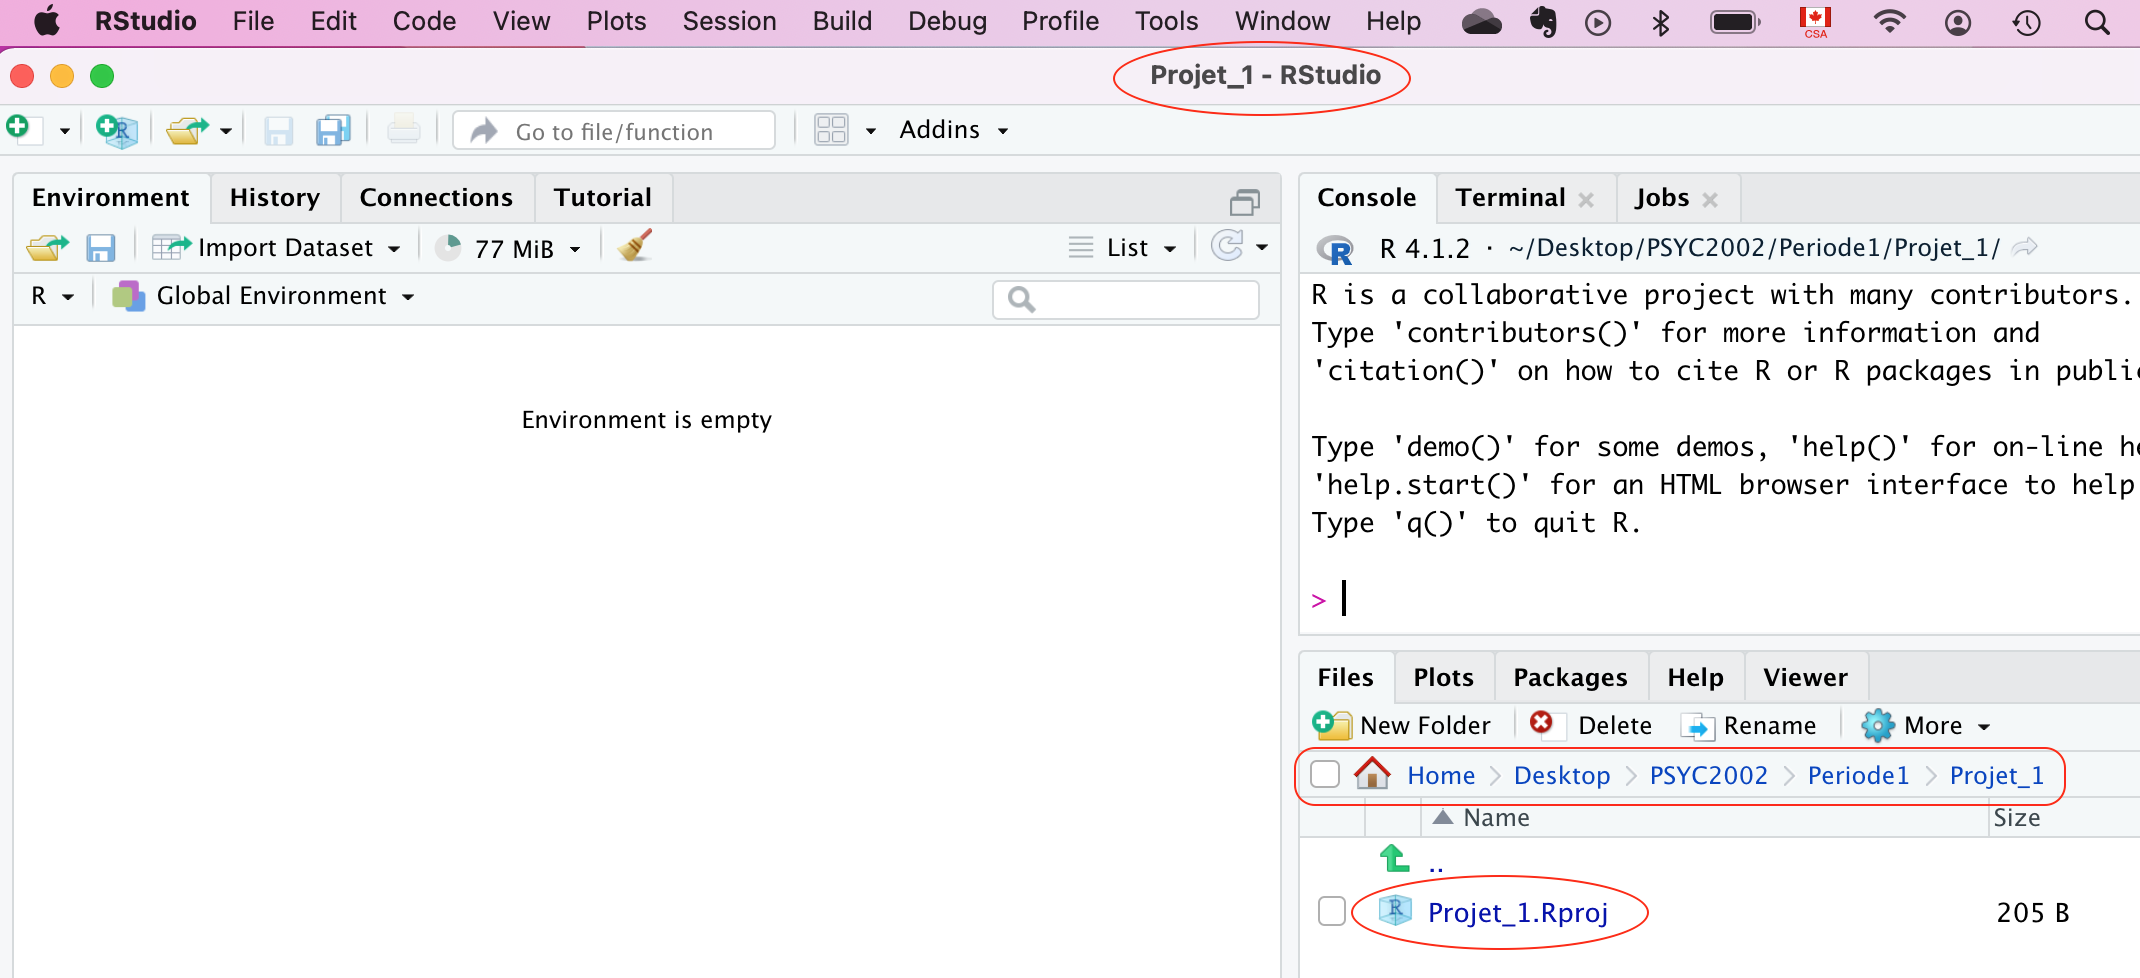 RStudio File Edit Code View Plots Session Build Debug Profile Tools Window Help CSA
Projet_1 - RStudio
Go to file/function Addins
Environment History Connections Tutorial
Import Dataset 77 MiB List
R Global Environment
Environment is empty
Console Terminal Jobs
R 4.1.2 · ~/Desktop/PSYC2002/Periode1/Projet_1/
R is a collaborative project with many contributors.
Type 'contributors()' for more information and
'citation()' on how to cite R or R packages in public
Type 'demo()' for some demos, 'help()' for on-line he
'help.start()' for an HTML browser interface to help
Type 'q()' to quit R.
>
Files Plots Packages Help Viewer
New Folder Delete Rename More
Home Desktop PSYC2002 Periode1 Projet_1
Name Size
..
Projet_1.Rproj 205 B